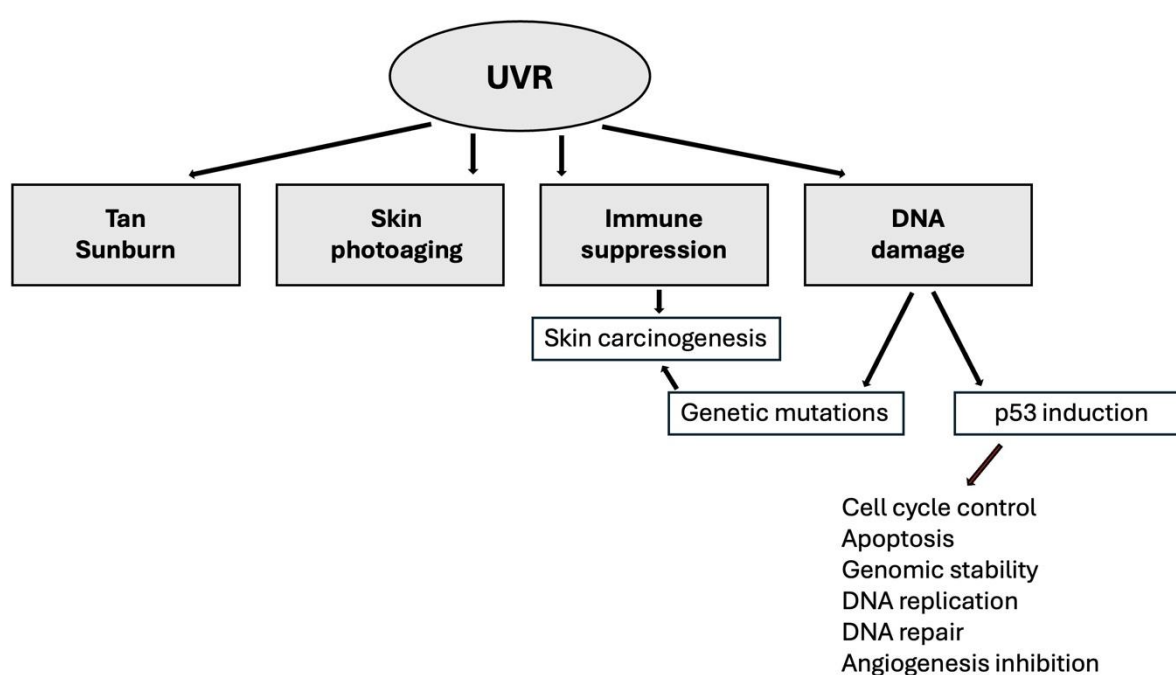 UVR
Tan
Sunburn
Skin
photoaging
Immune
suppression
DNA
damage
Skin carcinogenesis
Genetic mutations
p53 induction
Cell cycle control
Apoptosis
Genomic stability
DNA replication
DNA repair
Angiogenesis inhibition